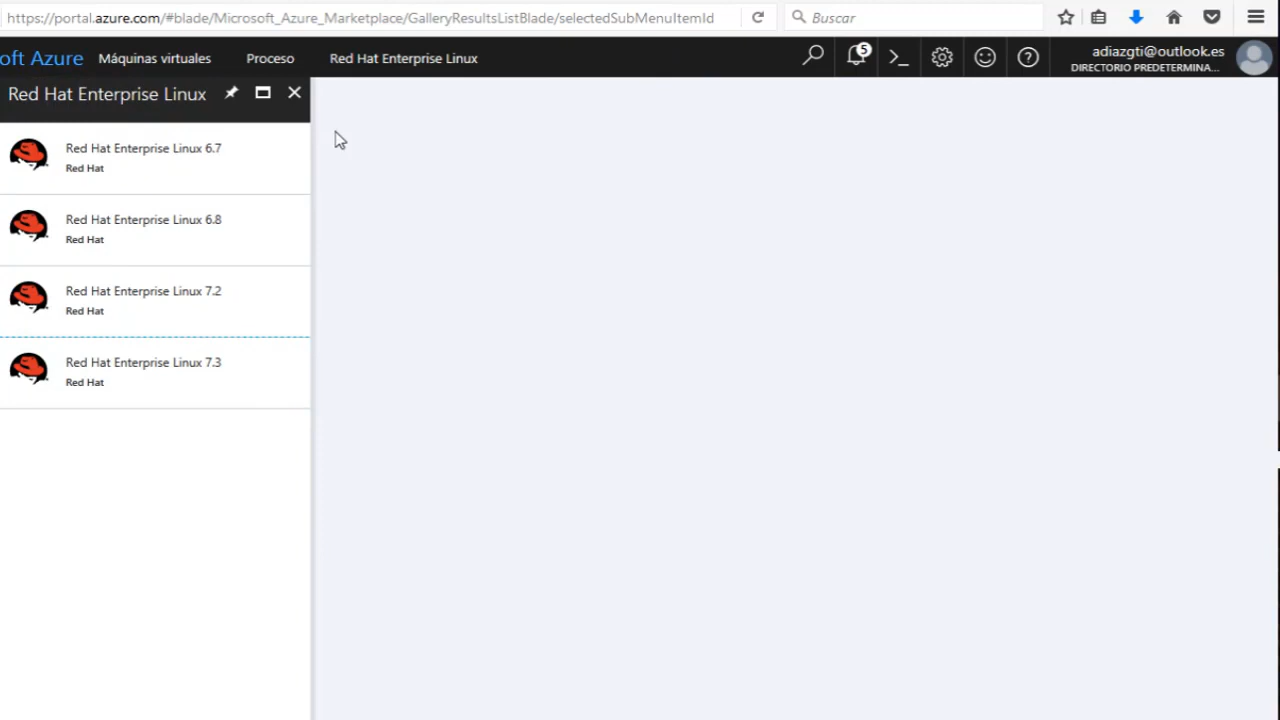 https://portal.azure.com/#blade/Microsoft_Azure_Marketplace/GalleryResultsListBlade/selectedSubMenuItemId
Buscar
oft Azure
Máquinas virtuales
Proceso
Red Hat Enterprise Linux
5
adiazgti@outlook.es
DIRECTORIO PREDETERMINA...
Red Hat Enterprise Linux
Red Hat Enterprise Linux 6.7
Red Hat
Red Hat Enterprise Linux 6.8
Red Hat
Red Hat Enterprise Linux 7.2
Red Hat
Red Hat Enterprise Linux 7.3
Red Hat